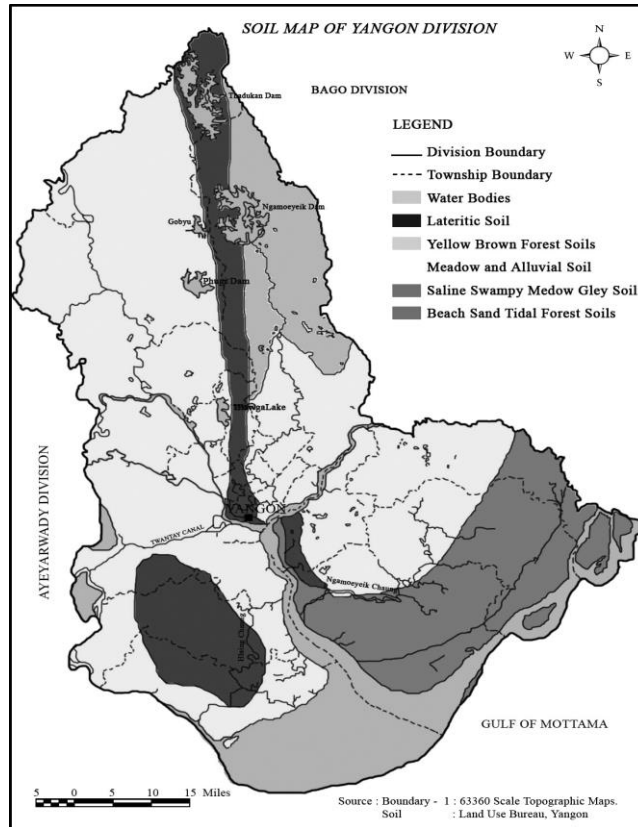 SOIL MAP OF YANGON DIVISION
N
W E
S
BAGO DIVISION
Thadukan Dam
LEGEND
Division Boundary
Township Boundary
Water Bodies
Lateritic Soil
Yellow Brown Forest Soils
Meadow and Alluvial Soil
Saline Swampy Medow Gley Soil
Beach Sand Tidal Forest Soils
Ngamoeyeik Dam
Gobyu
Phugyi Dam
HlawgaLake
YANGON
TWANTAY CANAL
AYEYARWADY DIVISION
Ngamoeyeik Chaung
Hlaing Chaung
GULF OF MOTTAMA
5 0 5 10 15 Miles
Source : Boundary - 1 : 63360 Scale Topographic Maps.
Soil : Land Use Bureau, Yangon